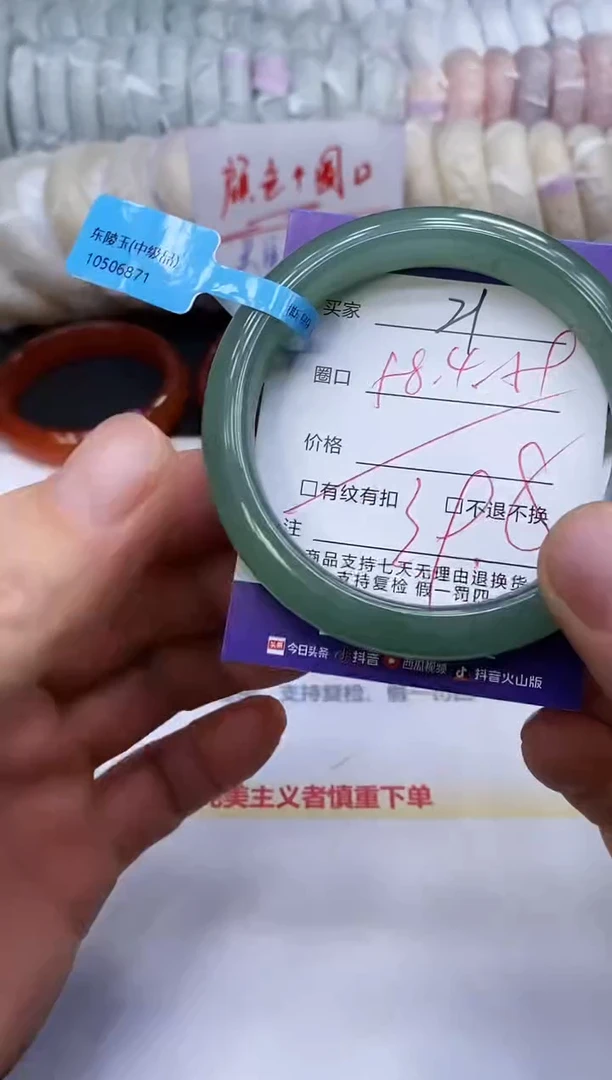 颜色+圈口
东陵玉(中级品)
10506871
买家 21
圈口
价格
□有纹有扣 □不退不换
注
商品支持七天无理由退换货
支持复检 假一罚四
头条 今日头条 抖音 西瓜视频 抖音火山版
支持复检、假一罚四
完美主义者慎重下单